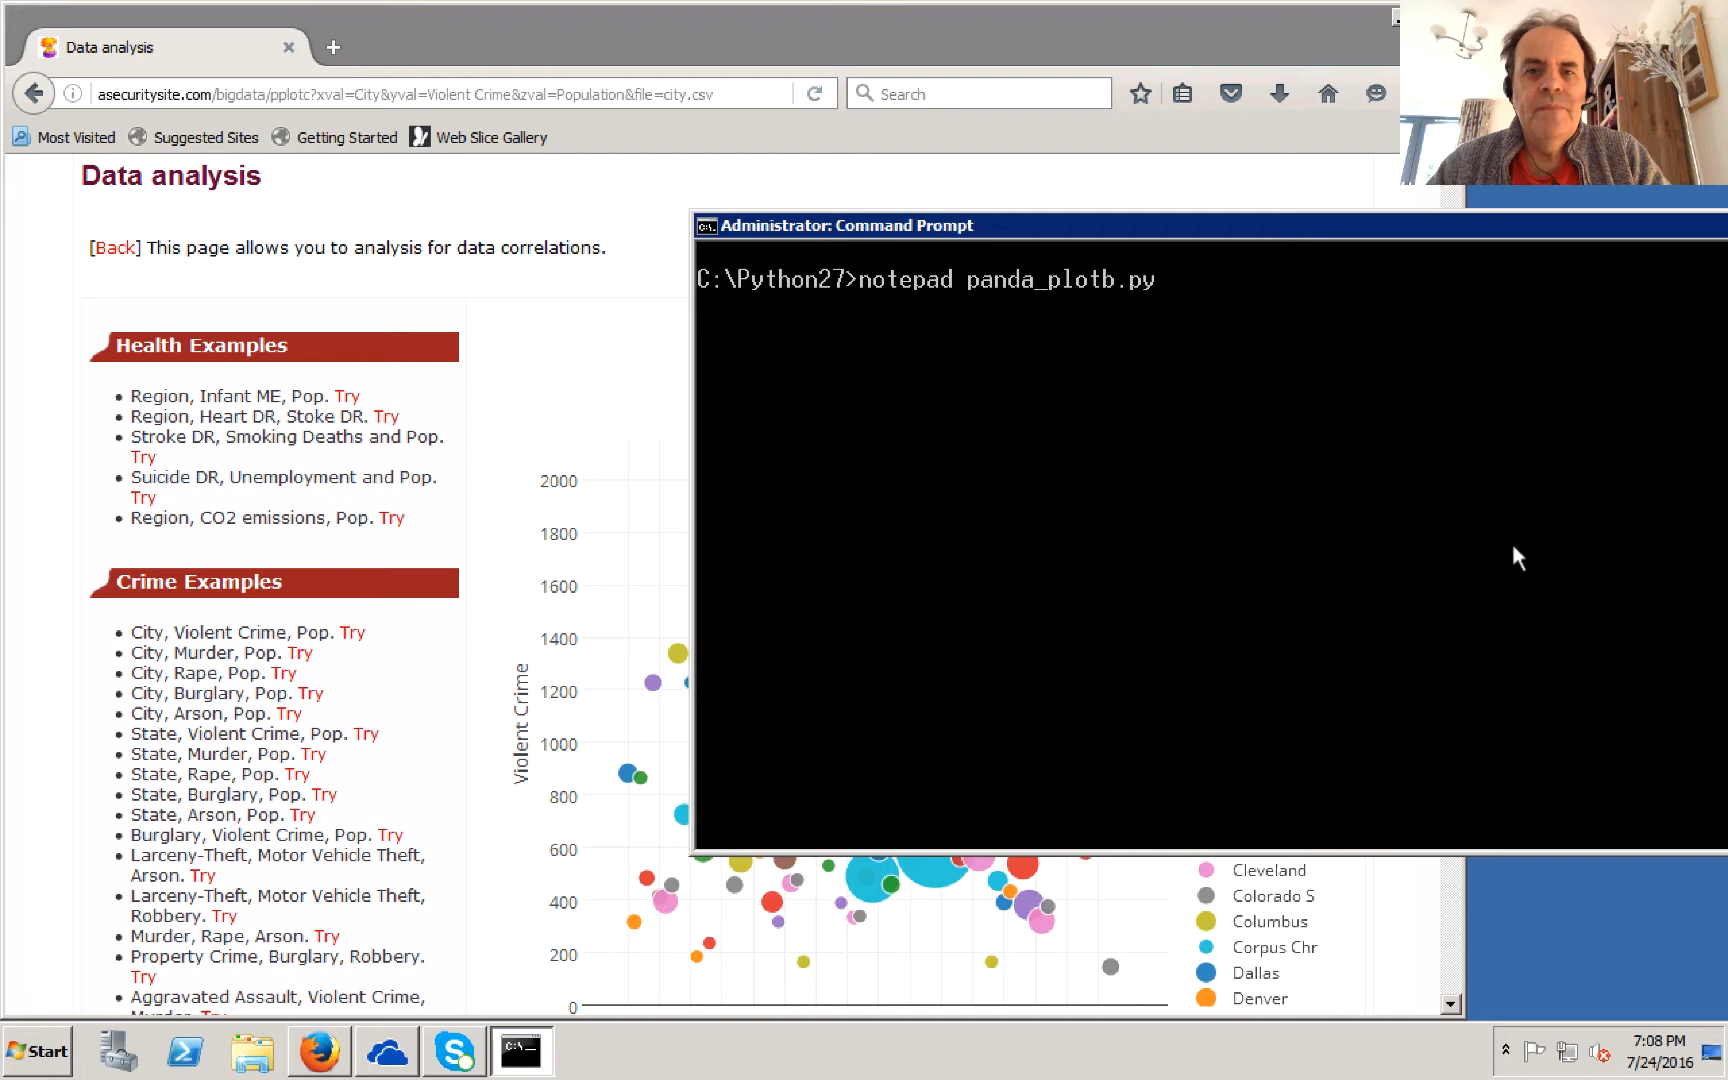 Data analysis
asecuritysite.com/bigdata/pplotc?xval=City&yval=Violent Crime&zval=Population&file=city.csv
Search
Most Visited
Suggested Sites
Getting Started
Web Slice Gallery
Data analysis
[Back] This page allows you to analysis for data correlations.
Administrator: Command Prompt
C:\Python27>notepad panda_plotb.py
Health Examples
Region, Infant ME, Pop. Try
Region, Heart DR, Stoke DR. Try
Stroke DR, Smoking Deaths and Pop.
Try
Suicide DR, Unemployment and Pop.
Try
Region, CO2 emissions, Pop. Try
Crime Examples
City, Violent Crime, Pop. Try
City, Murder, Pop. Try
City, Rape, Pop. Try
City, Burglary, Pop. Try
City, Arson, Pop. Try
State, Violent Crime, Pop. Try
State, Murder, Pop. Try
State, Rape, Pop. Try
State, Burglary, Pop. Try
State, Arson, Pop. Try
Burglary, Violent Crime, Pop. Try
Larceny-Theft, Motor Vehicle Theft,
Arson. Try
Larceny-Theft, Motor Vehicle Theft,
Robbery. Try
Murder, Rape, Arson. Try
Property Crime, Burglary, Robbery.
Try
Aggravated Assault, Violent Crime,
Violent Crime
2000
1800
1600
1400
1200
1000
800
600
400
200
0
Cleveland
Colorado S
Columbus
Corpus Chr
Dallas
Denver
Start
C:\_
7:08 PM
7/24/2016